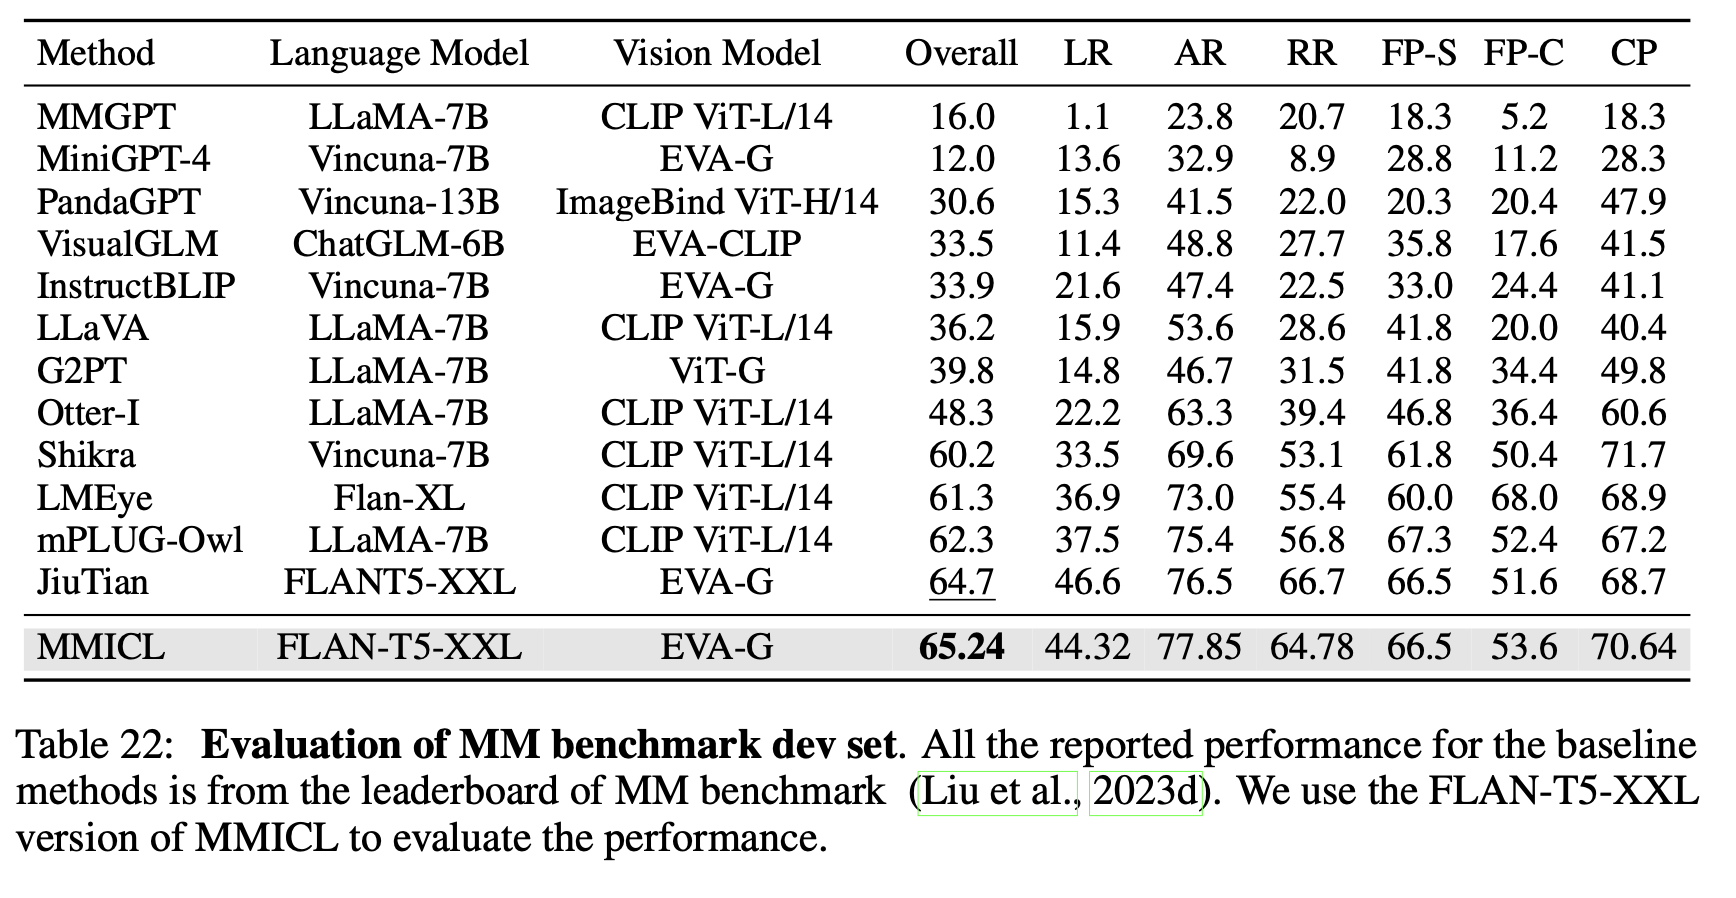 Method Language Model Vision Model Overall LR AR RR FP-S FP-C CP
MMGPT LLaMA-7B CLIP ViT-L/14 16.0 1.1 23.8 20.7 18.3 5.2 18.3
MiniGPT-4 Vincuna-7B EVA-G 12.0 13.6 32.9 8.9 28.8 11.2 28.3
PandaGPT Vincuna-13B ImageBind ViT-H/14 30.6 15.3 41.5 22.0 20.3 20.4 47.9
VisualGLM ChatGLM-6B EVA-CLIP 33.5 11.4 48.8 27.7 35.8 17.6 41.5
InstructBLIP Vincuna-7B EVA-G 33.9 21.6 47.4 22.5 33.0 24.4 41.1
LLaVA LLaMA-7B CLIP ViT-L/14 36.2 15.9 53.6 28.6 41.8 20.0 40.4
G2PT LLaMA-7B ViT-G 39.8 14.8 46.7 31.5 41.8 34.4 49.8
Otter-I LLaMA-7B CLIP ViT-L/14 48.3 22.2 63.3 39.4 46.8 36.4 60.6
Shikra Vincuna-7B CLIP ViT-L/14 60.2 33.5 69.6 53.1 61.8 50.4 71.7
LMEye Flan-XL CLIP ViT-L/14 61.3 36.9 73.0 55.4 60.0 68.0 68.9
mPLUG-Owl LLaMA-7B CLIP ViT-L/14 62.3 37.5 75.4 56.8 67.3 52.4 67.2
JiuTian FLANT5-XXL EVA-G 64.7 46.6 76.5 66.7 66.5 51.6 68.7
MMICL FLAN-T5-XXL EVA-G 65.24 44.32 77.85 64.78 66.5 53.6 70.64
Table 22: Evaluation of MM benchmark dev set. All the reported performance for the baseline
methods is from the leaderboard of MM benchmark (Liu et al., 2023d). We use the FLAN-T5-XXL
version of MMICL to evaluate the performance.